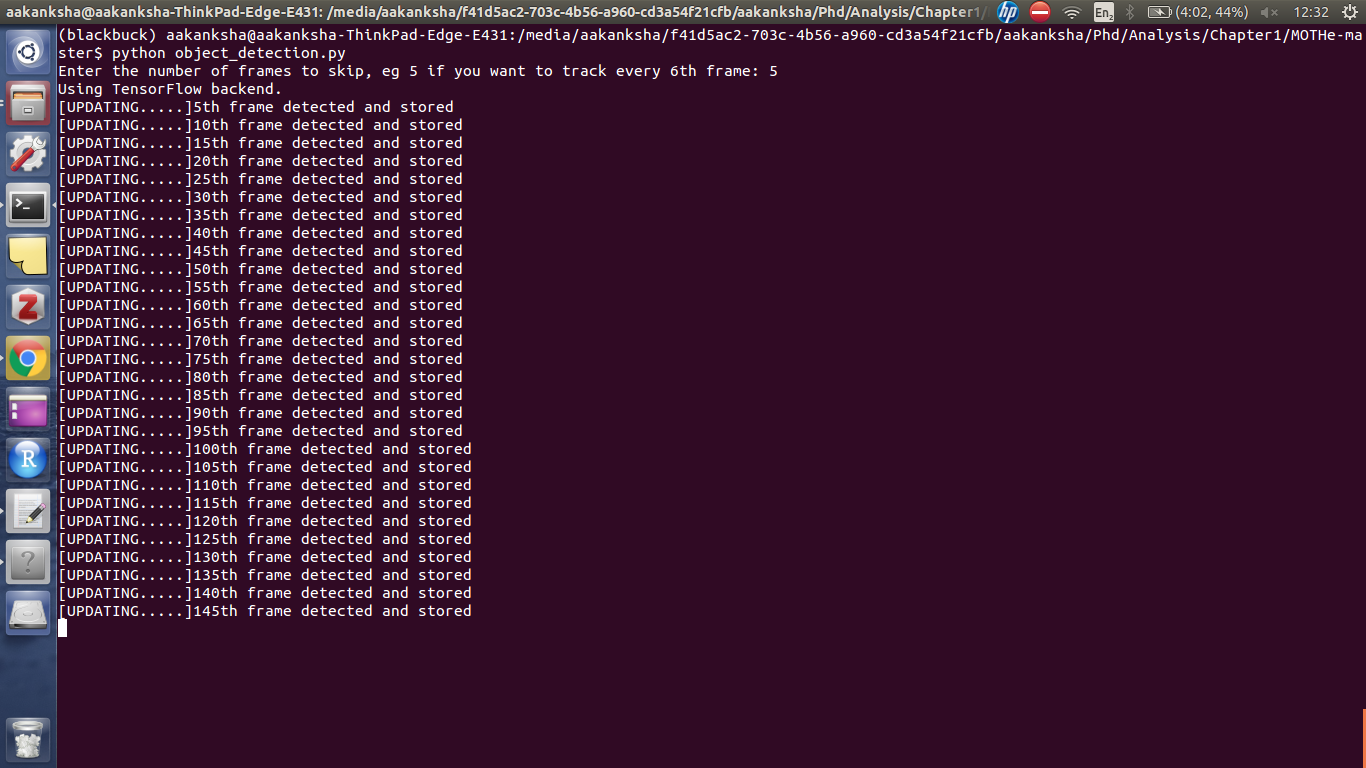 aakanksha@aakanksha-ThinkPad-Edge-E431: /media/aakanksha/f41d5ac2-703c-4b56-a960-cd3a54f21cfb/aakanksha/Phd/Analysis/Chapter1/ hp En2 (4:02, 44%) 12:32
(blackbuck) aakanksha@aakanksha-ThinkPad-Edge-E431:/media/aakanksha/f41d5ac2-703c-4b56-a960-cd3a54f21cfb/aakanksha/Phd/Analysis/Chapter1/MOTHe-ma
ster$ python object_detection.py
Enter the number of frames to skip, eg 5 if you want to track every 6th frame: 5
Using TensorFlow backend.
[UPDATING.....]5th frame detected and stored
[UPDATING.....]10th frame detected and stored
[UPDATING.....]15th frame detected and stored
[UPDATING.....]20th frame detected and stored
[UPDATING.....]25th frame detected and stored
[UPDATING.....]30th frame detected and stored
[UPDATING.....]35th frame detected and stored
[UPDATING.....]40th frame detected and stored
[UPDATING.....]45th frame detected and stored
[UPDATING.....]50th frame detected and stored
[UPDATING.....]55th frame detected and stored
[UPDATING.....]60th frame detected and stored
[UPDATING.....]65th frame detected and stored
[UPDATING.....]70th frame detected and stored
[UPDATING.....]75th frame detected and stored
[UPDATING.....]80th frame detected and stored
[UPDATING.....]85th frame detected and stored
[UPDATING.....]90th frame detected and stored
[UPDATING.....]95th frame detected and stored
[UPDATING.....]100th frame detected and stored
[UPDATING.....]105th frame detected and stored
[UPDATING.....]110th frame detected and stored
[UPDATING.....]115th frame detected and stored
[UPDATING.....]120th frame detected and stored
[UPDATING.....]125th frame detected and stored
[UPDATING.....]130th frame detected and stored
[UPDATING.....]135th frame detected and stored
[UPDATING.....]140th frame detected and stored
[UPDATING.....]145th frame detected and stored